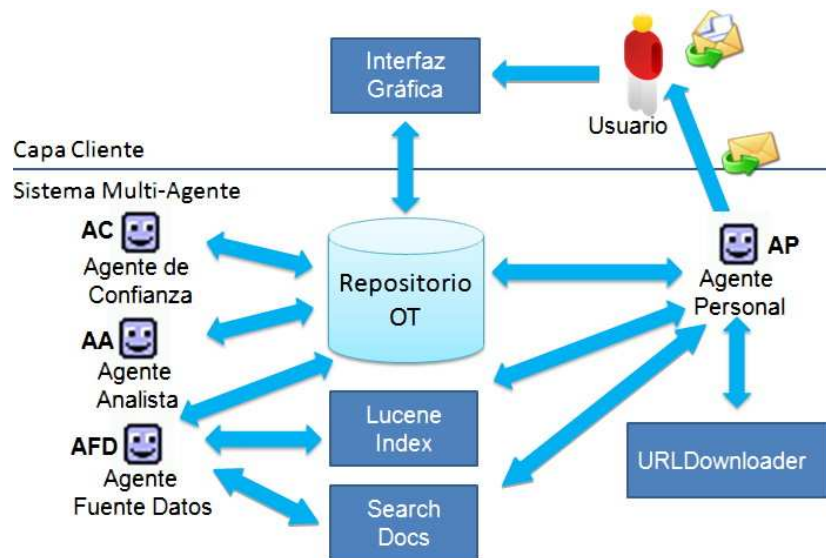 Interfaz
Gráfica
Usuario
Capa Cliente
Sistema Multi-Agente
AC
Agente de
Confianza
Repositorio
OT
AP
Agente
Personal
AA
Agente
Analista
AFD
Agente
Fuente Datos
Lucene
Index
URLDownloader
Search
Docs